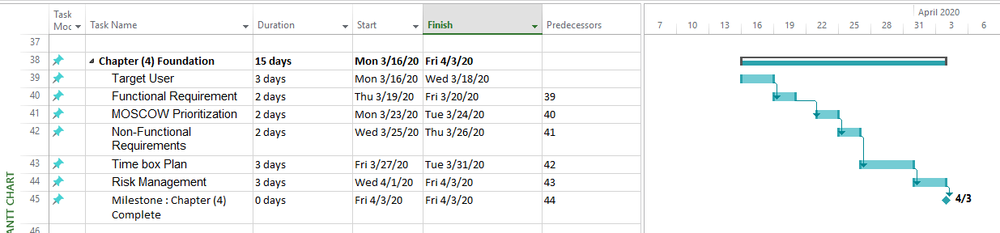 Task
Moc Task Name Duration Start Finish Predecessors
April 2020
7 10 13 16 19 22 25 28 31 3 6
37
38 Chapter (4) Foundation 15 days Mon 3/16/20 Fri 4/3/20
39 Target User 3 days Mon 3/16/20 Wed 3/18/20
40 Functional Requirement 2 days Thu 3/19/20 Fri 3/20/20 39
41 MOSCOW Prioritization 2 days Mon 3/23/20 Tue 3/24/20 40
42 Non-Functional 2 days Wed 3/25/20 Thu 3/26/20 41
Requirements
43 Time box Plan 3 days Fri 3/27/20 Tue 3/31/20 42
44 Risk Management 3 days Wed 4/1/20 Fri 4/3/20 43
45 Milestone : Chapter (4) 0 days Fri 4/3/20 Fri 4/3/20 44
Complete
4/3
46
ANTT CHART